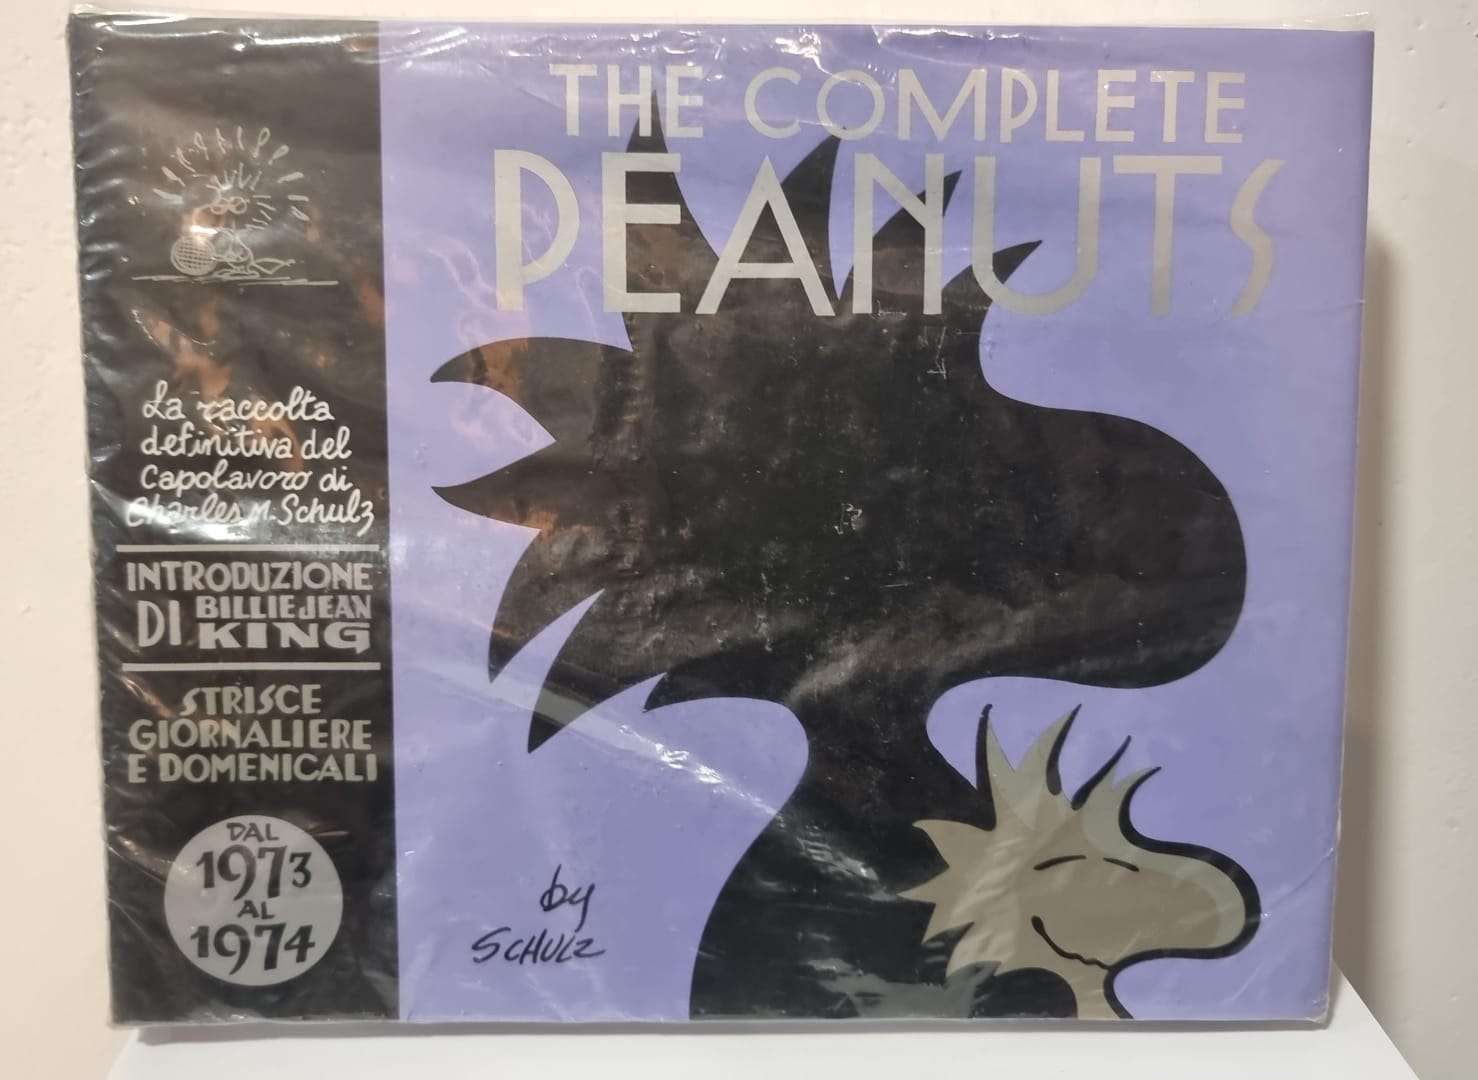 THE COMPLETE
PEANUTS
La raccolta
definitiva del
Capolavoro di
Charles M. Schulz
INTRODUZIONE
DI BILLIE JEAN
KING
STRISCE
GIORNALIERE
E DOMENICALI
DAL
1973
AL
1974
by
SCHULZ